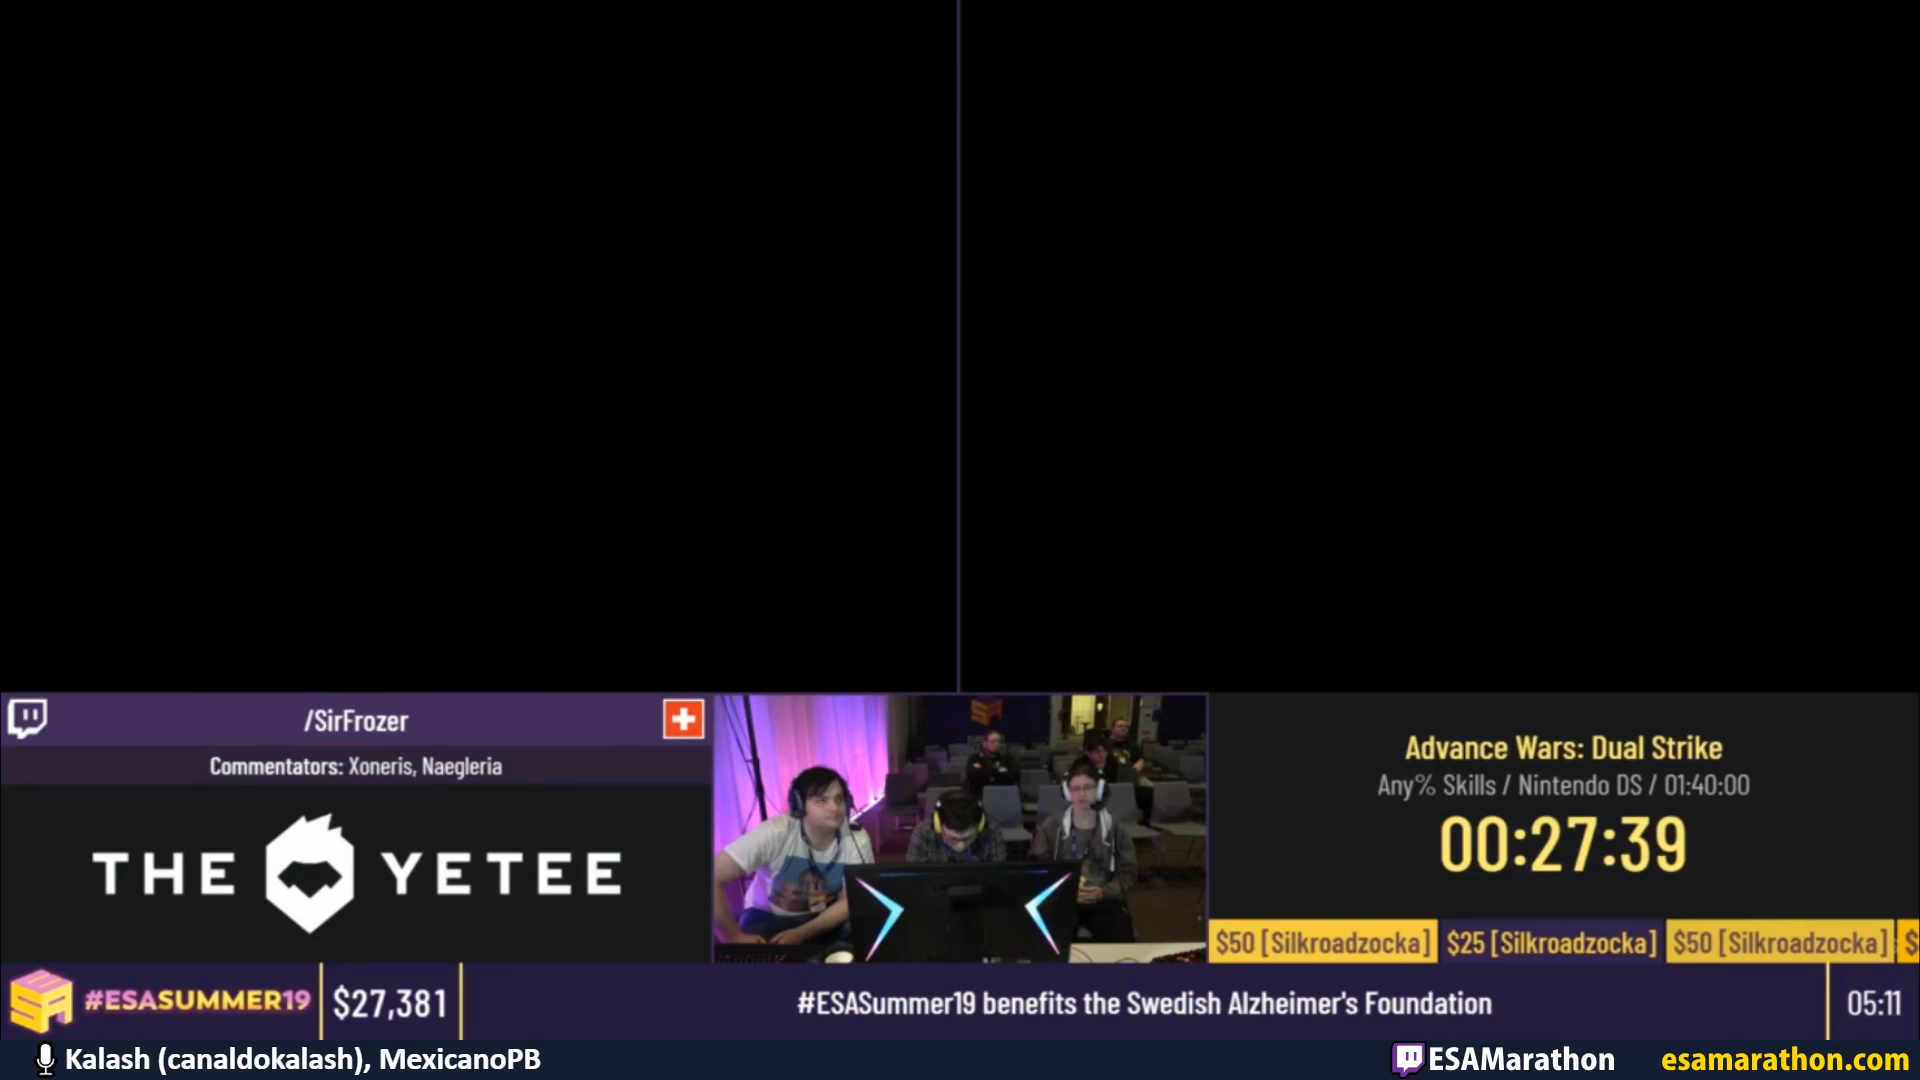 /SirFrozer
Commentators: Xoneris, Naegleria
THE YETEE
Advance Wars: Dual Strike
Any% Skills / Nintendo DS / 01:40:00
00:27:39
$50 [Silkroadzocka] $25 [Silkroadzocka] $50 [Silkroadzocka] $
#ESASUMMER19 $27,381 #ESASummer19 benefits the Swedish Alzheimer's Foundation 05:11
Kalash (canaldokalash), MexicanoPB ESAMarathon esamarathon.com